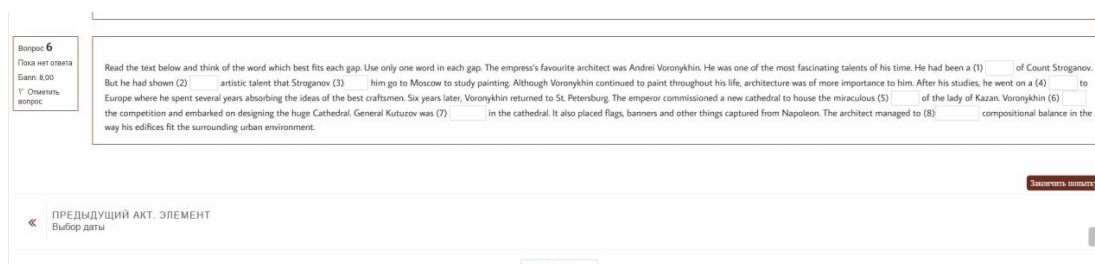 Вопрос 6
Пока нет ответа
Балл: 8,00
Отметить
вопрос
Read the text below and think of the word which best fits each gap. Use only one word in each gap. The empress's favourite architect was Andrei Voronykhin. He was one of the most fascinating talents of his time. He had been a (1) of Count Stroganov.
But he had shown (2) artistic talent that Stroganov (3) him go to Moscow to study painting. Although Voronykhin continued to paint throughout his life, architecture was of more importance to him. After his studies, he went on a (4) to
Europe where he spent several years absorbing the ideas of the best craftsmen. Six years later, Voronykhin returned to St. Petersburg. The emperor commissioned a new cathedral to house the miraculous (5) of the lady of Kazan. Voronykhin (6)
the competition and embarked on designing the huge Cathedral. General Kutuzov was (7) in the cathedral. It also placed flags, banners and other things captured from Napoleon. The architect managed to (8) compositional balance in the
way his edifices fit the surrounding urban environment.
Закончить попытку
« ПРЕДЫДУЩИЙ АКТ. ЭЛЕМЕНТ
Выбор даты